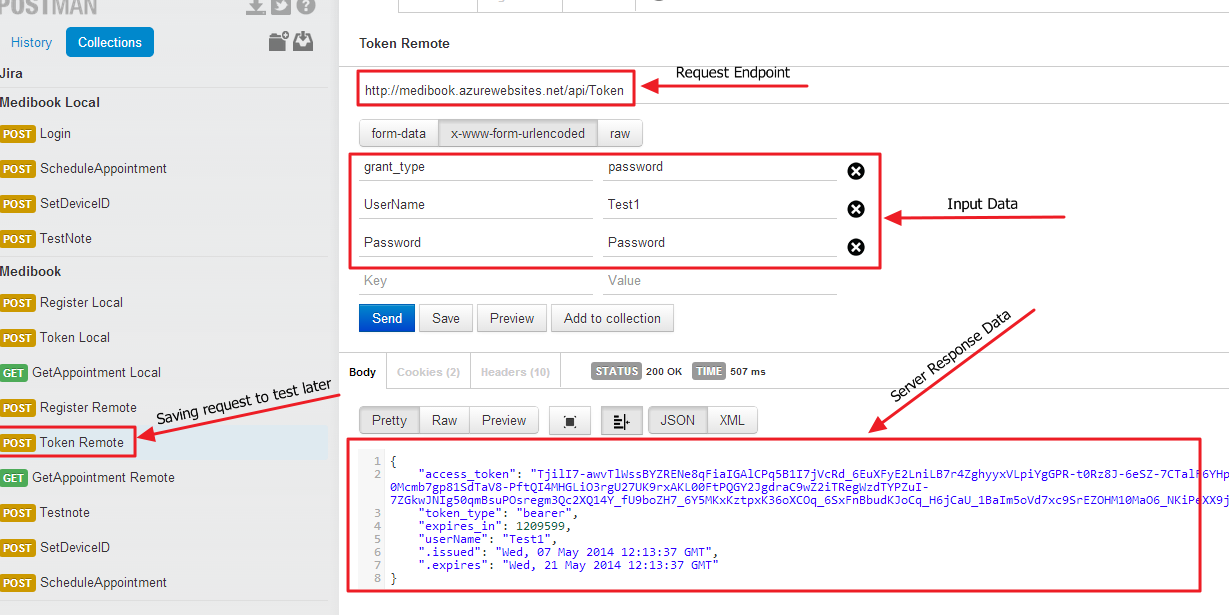 POSTMAN
History
Collections
Jira
Medibook Local
POST Login
POST ScheduleAppointment
POST SetDeviceID
POST TestNote
Medibook
POST Register Local
POST Token Local
GET GetAppointment Local
POST Register Remote
POST Token Remote
GET GetAppointment Remote
POST Testnote
POST SetDeviceID
POST ScheduleAppointment
Saving request to test later
Token Remote
http://medibook.azurewebsites.net/api/Token
Request Endpoint
form-data x-www-form-urlencoded raw
grant_type password
UserName Test1
Password Password
Input Data
Key Value
Send Save Preview Add to collection
Server Response Data
Body Cookies (2) Headers (10) STATUS 200 OK TIME 507 ms
Pretty Raw Preview JSON XML
1 {
2 "access_token": "TjilI7-awvTlWssBYZRENe8qFiaIGAlCPq5B1I7jVcRd_6EuXFyE2LniLB7r4ZghyyxVLpiYgGPR-t0Rz8J-6eSZ-7CTalR6YHp
0Mcmb7gp81SdTaV8-PftQI4MHGLiO3rgU27UK9rxAKL00FtPQGY2JgdraC9wZ2iTRegWzdTYPZuI-
7ZGkwJNIg50qmBsuPOsregm3Qc2XQ14Y_fU9boZH7_6Y5MKxKztpxK36oXCOq_6SxFnBbudKJoCq_H6jCaU_1BaIm5oVd7xc9SrEZOHM10MaO6_NKiPeXX9j
3 "token_type": "bearer",
4 "expires_in": 1209599,
5 "userName": "Test1",
6 ".issued": "Wed, 07 May 2014 12:13:37 GMT",
7 ".expires": "Wed, 21 May 2014 12:13:37 GMT"
8 }